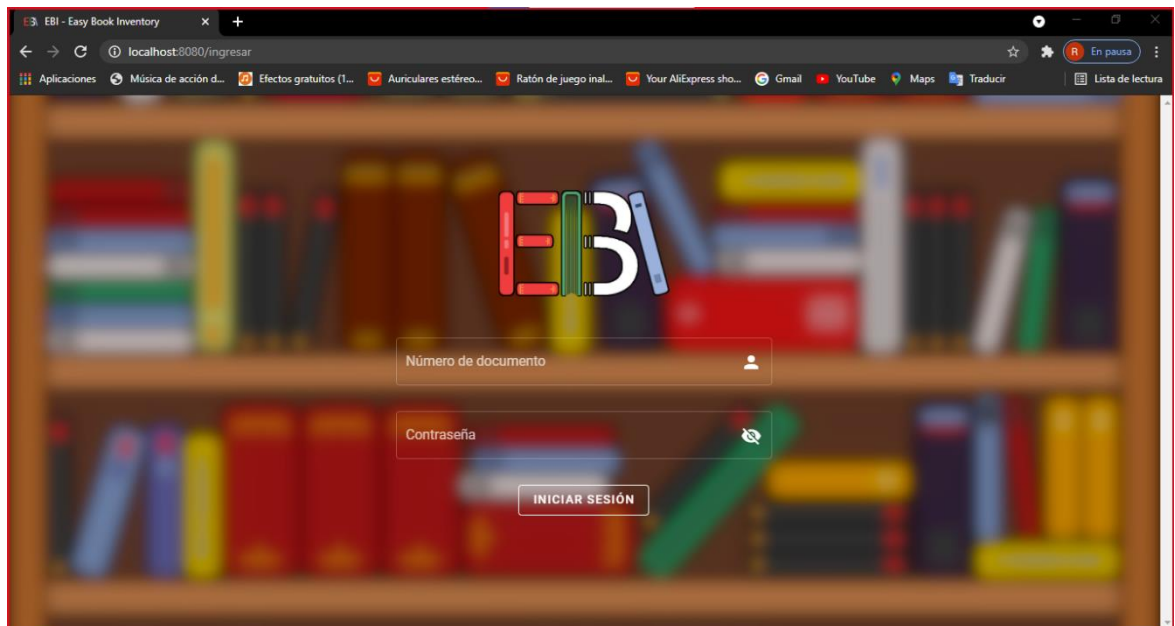 EBI EBI - Easy Book Inventory
localhost:8080/ingresar
R En pausa
Aplicaciones Música de acción d... Efectos gratuitos (1... Auriculares estéreo... Ratón de juego inal... Your AliExpress sho... Gmail YouTube Maps Traducir Lista de lectura
EBI
Número de documento
Contraseña
INICIAR SESIÓN